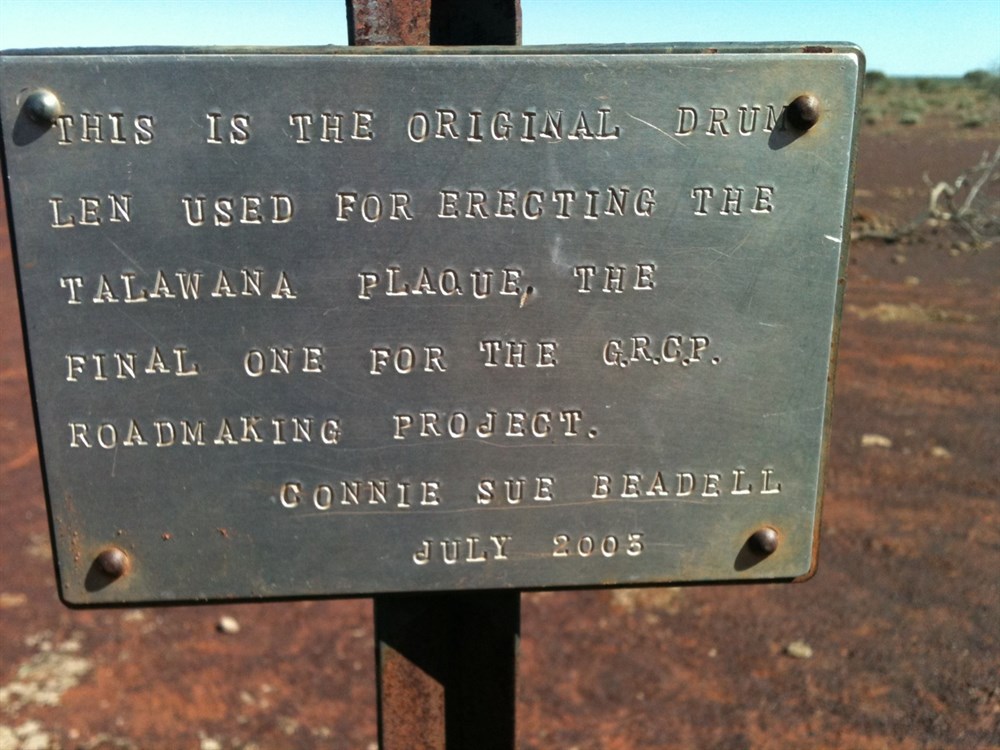 THIS IS THE ORIGINAL DRUM
LEN USED FOR ERECTING THE
TALAWANA PLAQUE, THE
FINAL ONE FOR THE G.R.C.P.
ROADMAKING PROJECT.
CONNIE SUE BEADELL
JULY 2003